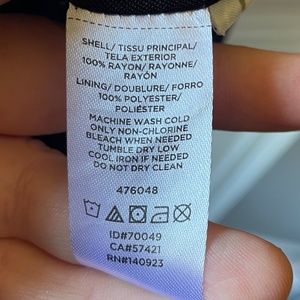 SHELL/ TISSU PRINCIPAL/
TELA EXTERIOR
100% RAYON/ RAYONNE/
RAYÓN
LINING/ DOUBLURE/ FORRO
100% POLYESTER/
POLIÉSTER
MACHINE WASH COLD
ONLY NON-CHLORINE
BLEACH WHEN NEEDED
TUMBLE DRY LOW
COOL IRON IF NEEDED
DO NOT DRY CLEAN
476048
ID#70049
CA#57421
RN#140923